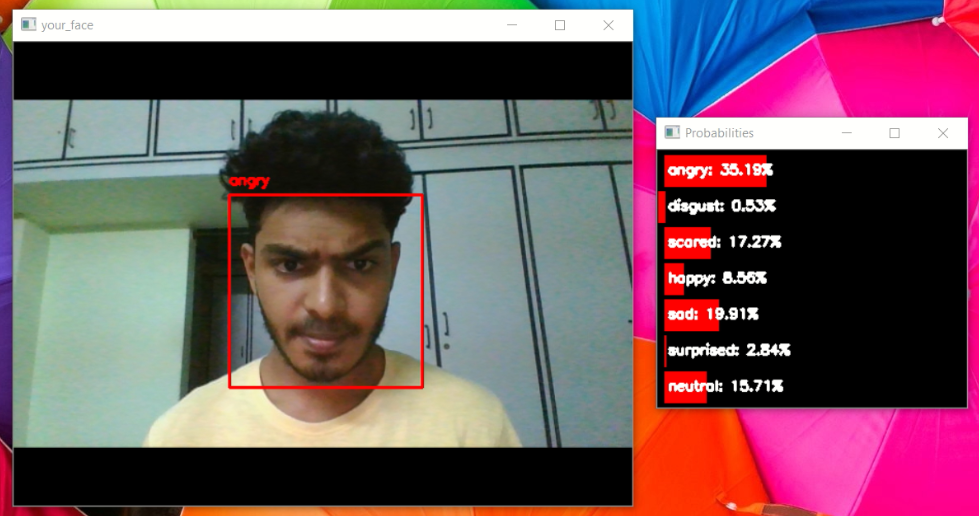 your_face
angry
Probabilities
angry: 35.19%
disgust: 0.53%
scared: 17.27%
happy: 8.56%
sad: 19.91%
surprised: 2.84%
neutral: 15.71%